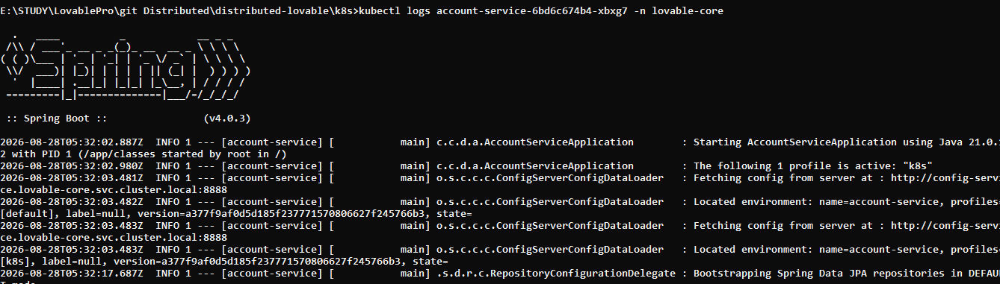 E:\STUDY\LovablePro\git Distributed\distributed-lovable\k8s>kubectl logs account-service-6bd6c674b4-xbxg7 -n lovable-core
  .   ____          _            __ _ _
 /\\ / ___'_ __ _ _(_)_ __  __ _ \ \ \ \
( ( )\___ | '_ | '_| | '_ \/ _` | \ \ \ \
 \\/  ___)| |_)| | | | | || (_| |  ) ) ) )
  '  |____| .__|_| |_|_| |_\__, | / / / /
 =========|_|==============|___/=/_/_/_/
 :: Spring Boot ::                (v4.0.3)
2026-08-28T05:32:02.887Z  INFO 1 --- [account-service] [           main] c.c.d.a.AccountServiceApplication        : Starting AccountServiceApplication using Java 21.0.1
2 with PID 1 (/app/classes started by root in /)
2026-08-28T05:32:02.980Z  INFO 1 --- [account-service] [           main] c.c.d.a.AccountServiceApplication        : The following 1 profile is active: "k8s"
2026-08-28T05:32:03.481Z  INFO 1 --- [account-service] [           main] o.s.c.c.c.ConfigServerConfigDataLoader   : Fetching config from server at : http://config-servi
ce.lovable-core.svc.cluster.local:8888
2026-08-28T05:32:03.482Z  INFO 1 --- [account-service] [           main] o.s.c.c.c.ConfigServerConfigDataLoader   : Located environment: name=account-service, profiles=
[default], label=null, version=a377f9af0d5d185f237771570806627f245766b3, state=
2026-08-28T05:32:03.483Z  INFO 1 --- [account-service] [           main] o.s.c.c.c.ConfigServerConfigDataLoader   : Fetching config from server at : http://config-servi
ce.lovable-core.svc.cluster.local:8888
2026-08-28T05:32:03.483Z  INFO 1 --- [account-service] [           main] o.s.c.c.c.ConfigServerConfigDataLoader   : Located environment: name=account-service, profiles=
[k8s], label=null, version=a377f9af0d5d185f237771570806627f245766b3, state=
2026-08-28T05:32:17.687Z  INFO 1 --- [account-service] [           main] .s.d.r.c.RepositoryConfigurationDelegate : Bootstrapping Spring Data JPA repositories in DEFAUL